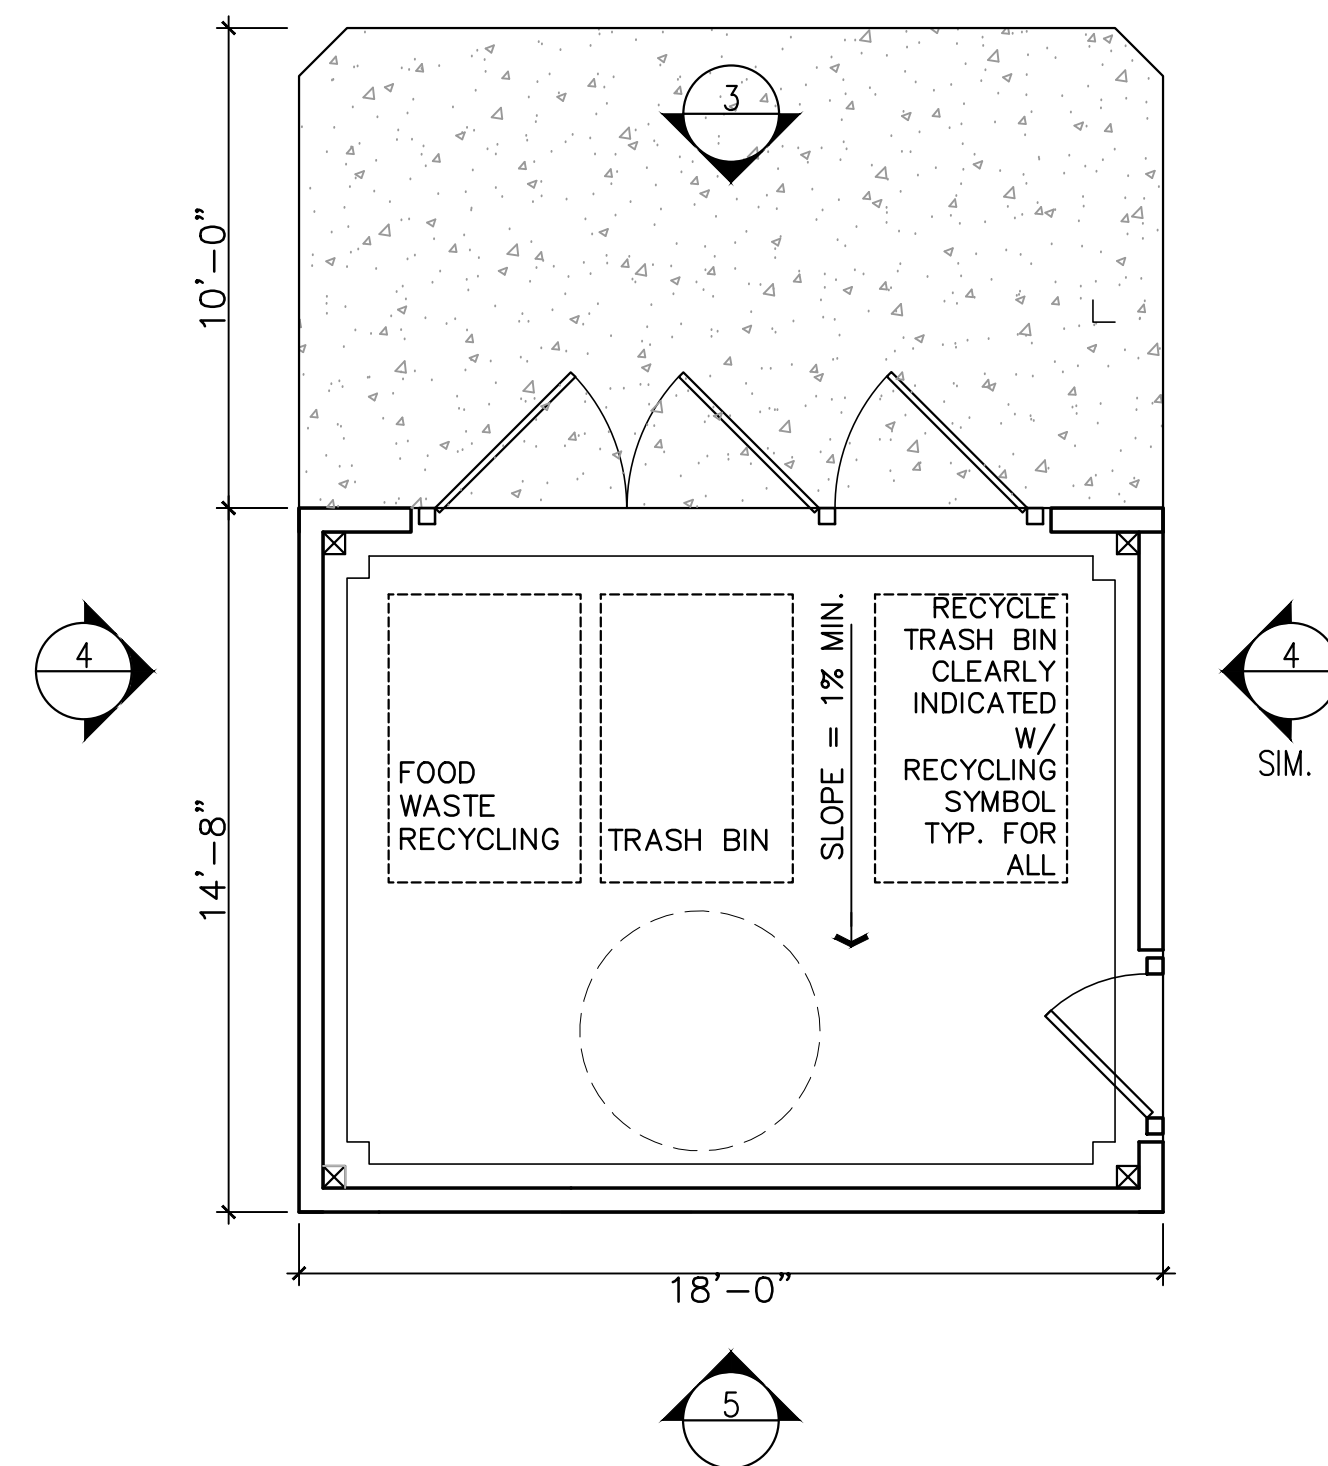 3
10'-0"
4
4
SIM.
14'-8"
FOOD
WASTE
RECYCLING
TRASH BIN
SLOPE = 1% MIN.
RECYCLE
TRASH BIN
CLEARLY
INDICATED
W/
RECYCLING
SYMBOL
TYP. FOR
ALL
18'-0"
5